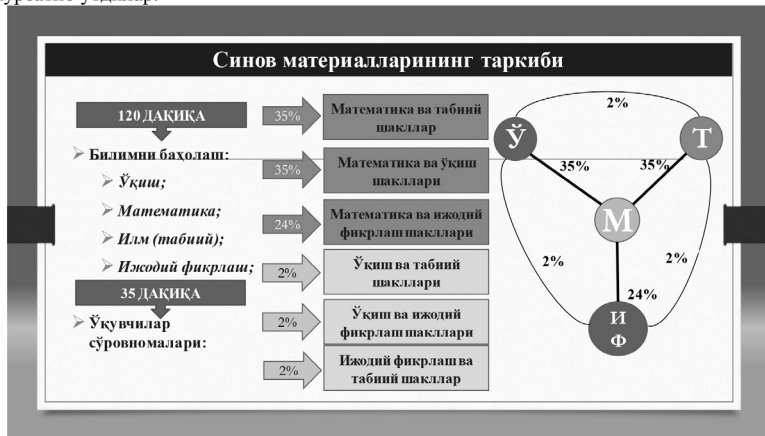 Синов материалларининг таркиби
120 ДАҚИҚА
Билимни баҳолаш:
Ўқиш;
Математика;
Илм (табиий);
Ижодий фикрлаш;
35 ДАҚИҚА
Ўқувчилар
сўровномалари:
35%
Математика ва табиий
шакллар
35%
Математика ва ўқиш
шакллари
24%
Математика ва ижодий
фикрлаш шакллари
2%
Ўқиш ва табиий
шакллари
2%
Ўқиш ва ижодий
фикрлаш шакллари
2%
Ижодий фикрлаш ва
табиий шакллар
2%
Ў
Т
35%
35%
М
2%
2%
24%
И
Ф